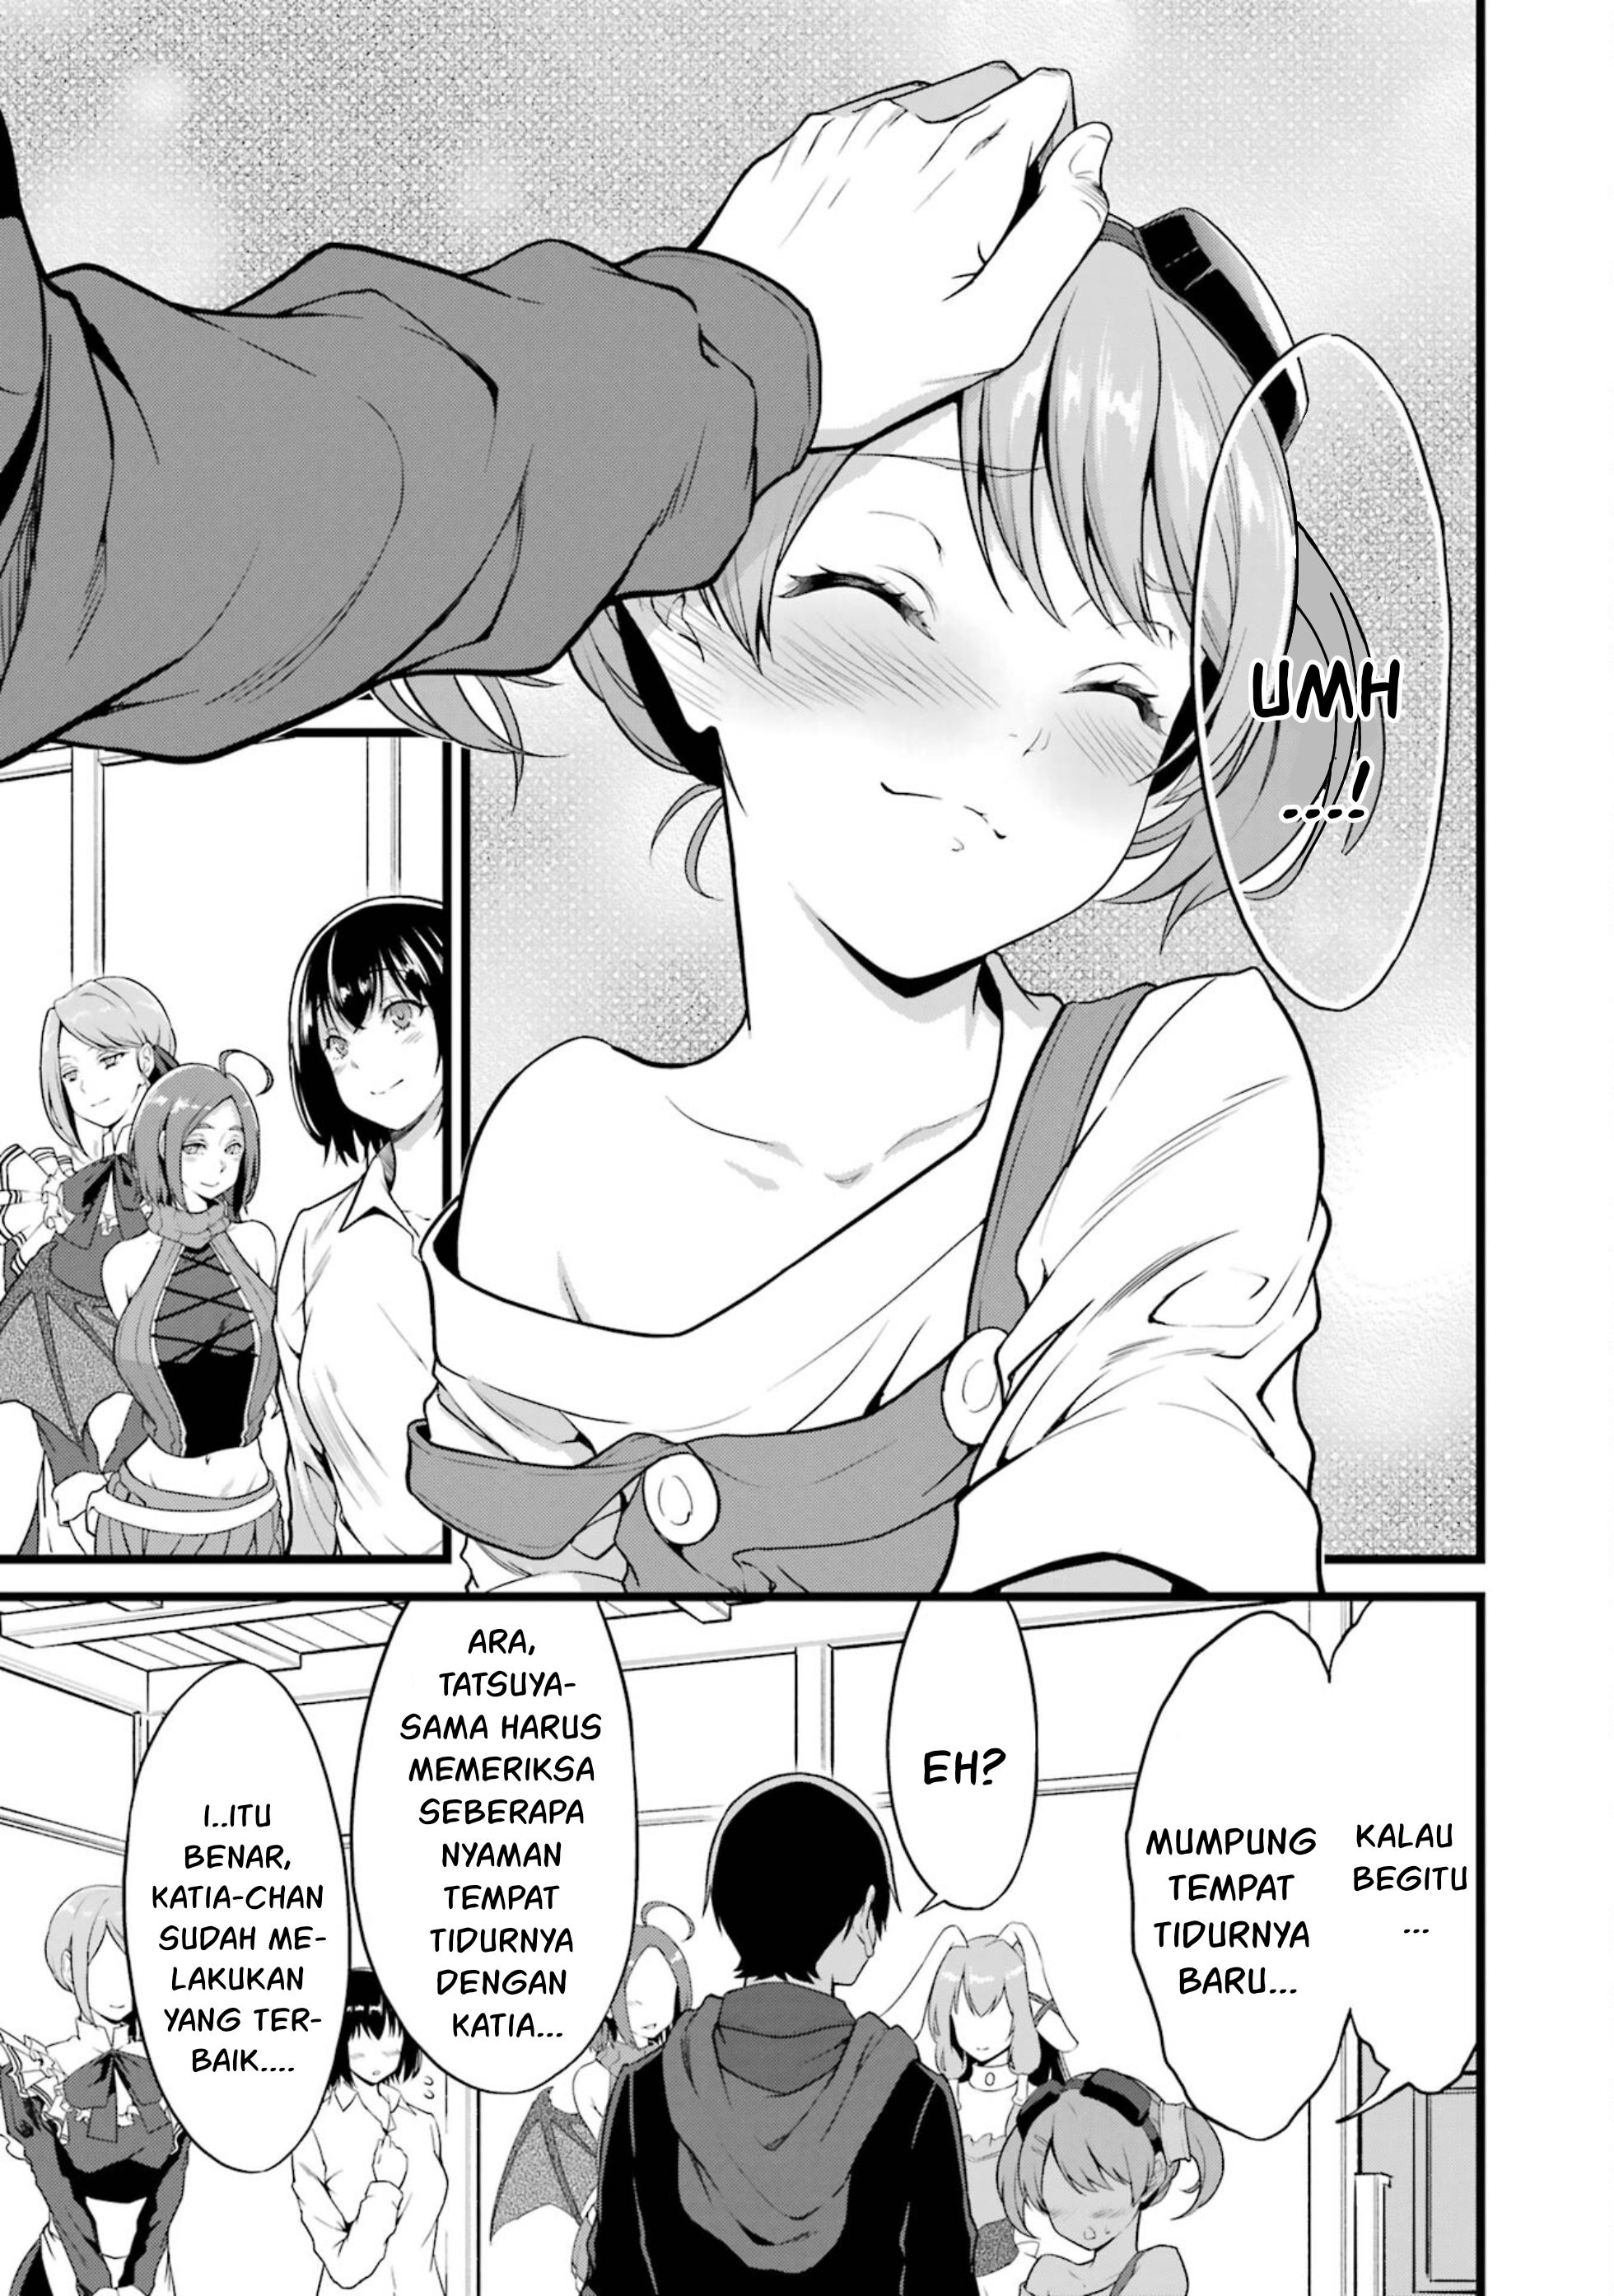 UMH
....!
KALAU
BEGITU
...
MUMPUNG
TEMPAT
TIDURNYA
BARU...
EH?
ARA,
TATSUYA-
SAMA HARUS
MEMERIKSA
SEBERAPA
NYAMAN
TEMPAT
TIDURNYA
DENGAN
KATIA...
I..ITU
BENAR,
KATIA-CHAN
SUDAH ME-
LAKUKAN
YANG TER-
BAIK....